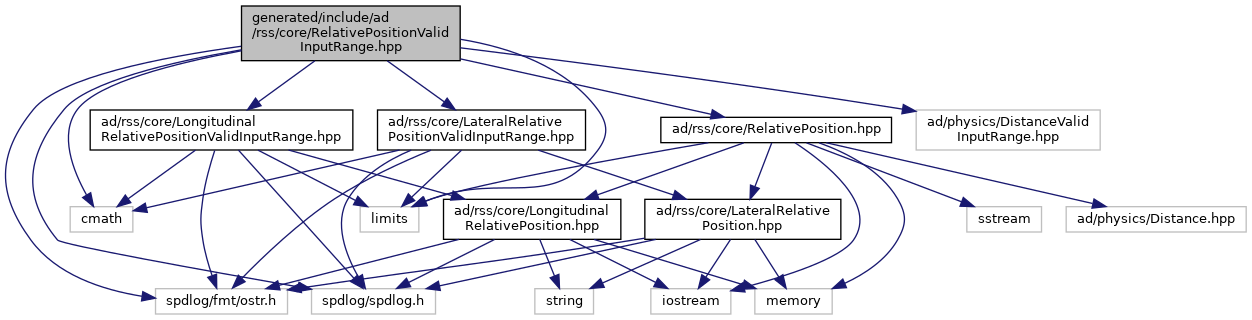 generated/include/ad
/rss/core/RelativePositionValid
InputRange.hpp
ad/rss/core/Longitudinal
RelativePositionValidInputRange.hpp
ad/rss/core/LateralRelative
PositionValidInputRange.hpp
ad/rss/core/RelativePosition.hpp
ad/physics/DistanceValid
InputRange.hpp
cmath
limits
ad/rss/core/Longitudinal
RelativePosition.hpp
ad/rss/core/LateralRelative
Position.hpp
sstream
ad/physics/Distance.hpp
spdlog/fmt/ostr.h
spdlog/spdlog.h
string
iostream
memory